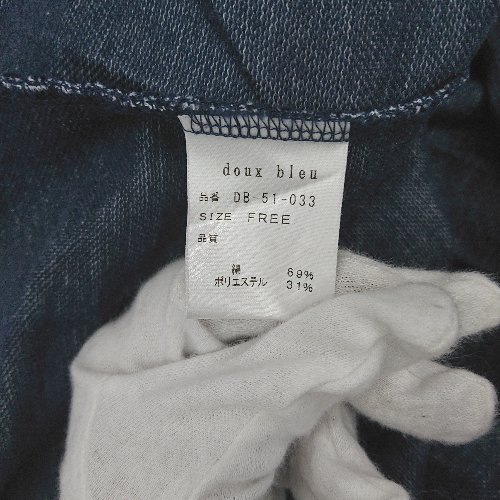 doux bleu
品番 DB-51-033
SIZE FREE
品質
綿 69%
ポリエステル 31%